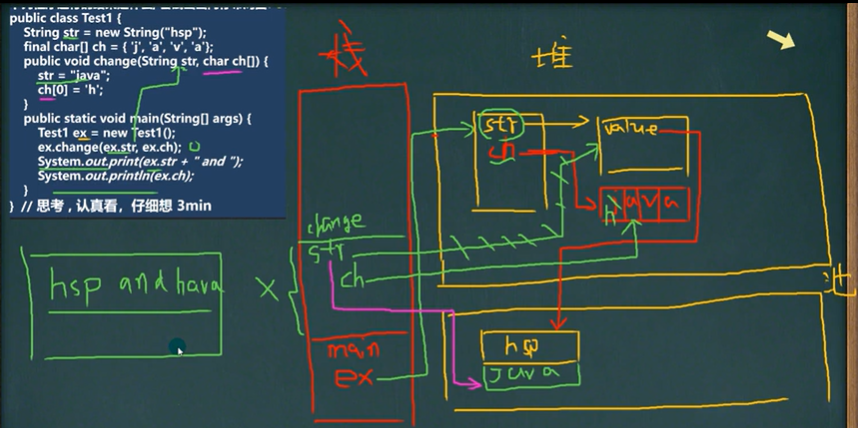 public class Test1 {
String str = new String("hsp");
final char[] ch = { 'j', 'a', 'v', 'a'};
public void change(String str, char ch[]) {
str = "java";
ch[0] = 'h';
}
public static void main(String[] args) {
Test1 ex = new Test1();
ex.change(ex.str, ex.ch);
System.out.print(ex.str + " and ");
System.out.println(ex.ch);
}
} // 思考 , 认真看，仔细想 3min
hsp and hava
栈
change
str
ch
main
ex
堆
str
ch
value
h j a v a
hsp
java